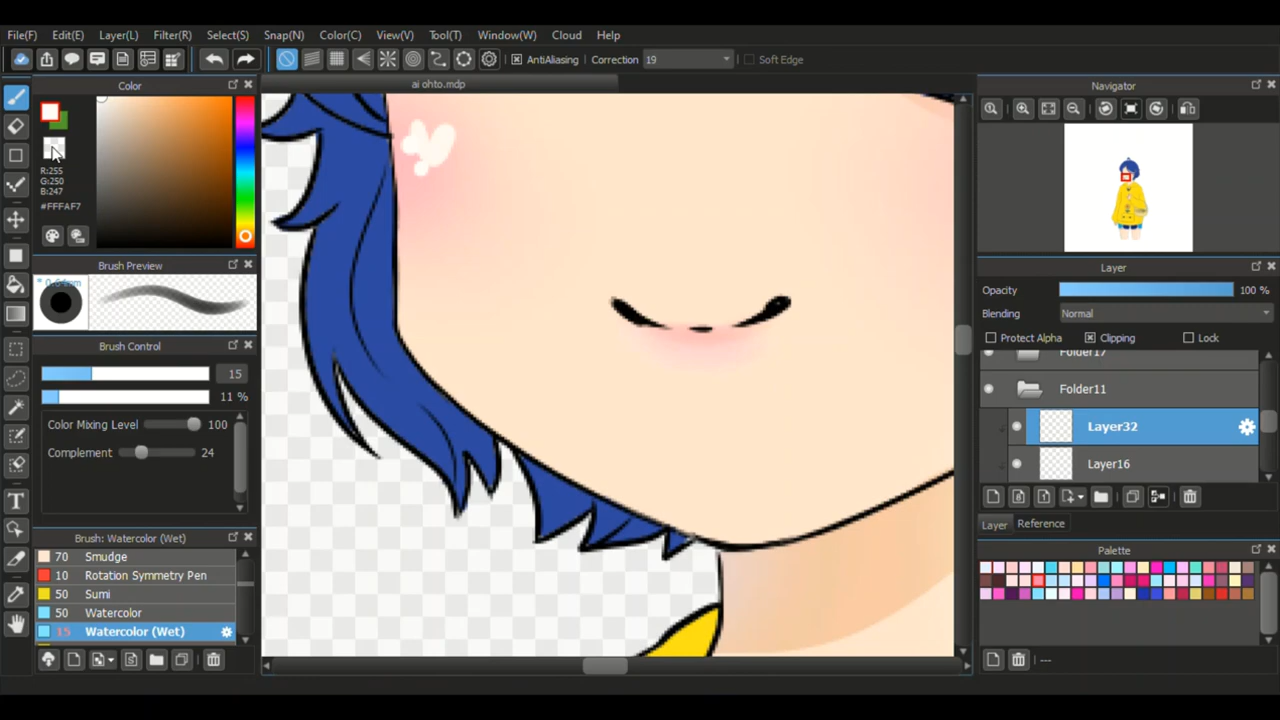 File(F) Edit(E) Layer(L) Filter(R) Select(S) Snap(N) Color(C) View(V) Tool(T) Window(W) Cloud Help
AntiAliasing Correction 19 Soft Edge
Color
ai ohto.mdp
Navigator
R:255
G:250
B:247
#FFFAF7
Brush Preview
Layer
Opacity 100 %
Blending Normal
Protect Alpha Clipping Lock
Brush Control
15
11 %
Folder17
Folder11
Color Mixing Level 100
Layer32
Complement 24
Layer16
Layer Reference
Brush: Watercolor (Wet)
Palette
70 Smudge
10 Rotation Symmetry Pen
50 Sumi
50 Watercolor
15 Watercolor (Wet)
---